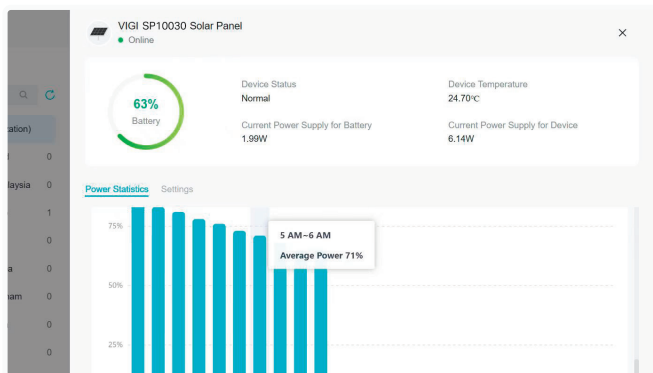 VIGI SP10030 Solar Panel
Online
63%
Battery
Device Status
Normal
Device Temperature
24.70°C
Current Power Supply for Battery
1.99W
Current Power Supply for Device
6.14W
Power Statistics
Settings
75%
50%
25%
5 AM~6 AM
Average Power 71%
ation)
0
laysia 0
1
0
a 0
nam 0
0
0